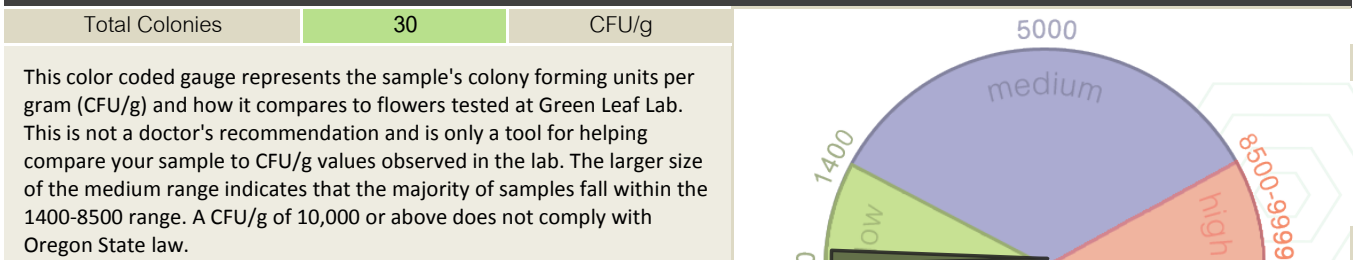 Total Colonies 30 CFU/g
This color coded gauge represents the sample's colony forming units per
gram (CFU/g) and how it compares to flowers tested at Green Leaf Lab.
This is not a doctor's recommendation and is only a tool for helping
compare your sample to CFU/g values observed in the lab. The larger size
of the medium range indicates that the majority of samples fall within the
1400-8500 range. A CFU/g of 10,000 or above does not comply with
Oregon State law.
5000
medium
1400
8500-9999
low
high